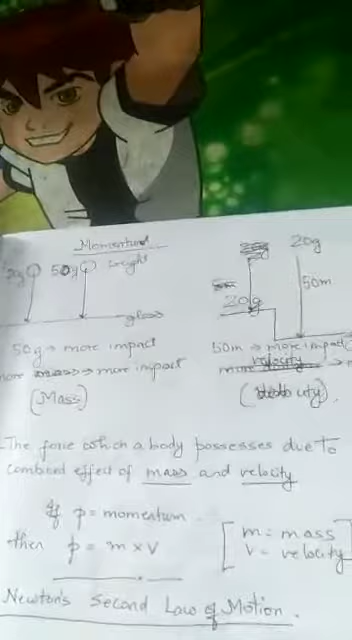 Momentum
20g
50g
weight
20g
50m
20g
glass
50g → more impact
50m → more impact
more mass → more impact
more velocity →
(Mass)
(Velocity).
The force which a body possesses due to
combined effect of mass and velocity
If p = momentum.
then p = m × v
[m = mass
v = velocity]
Newton's Second Law of Motion.